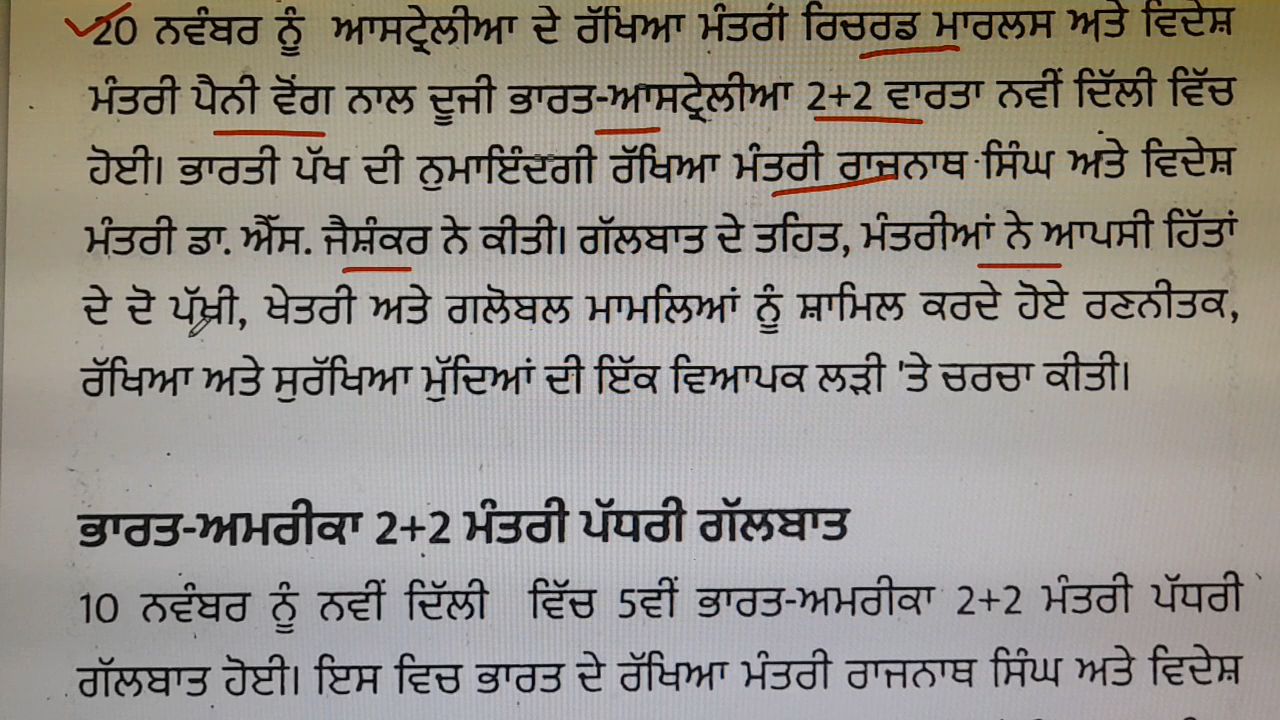 20 ਨਵੰਬਰ ਨੂੰ ਆਸਟ੍ਰੇਲੀਆ ਦੇ ਰੱਖਿਆ ਮੰਤਰੀ ਰਿਚਰਡ ਮਾਰਲਸ ਅਤੇ ਵਿਦੇਸ਼
ਮੰਤਰੀ ਪੈਨੀ ਵੋਂਗ ਨਾਲ ਦੂਜੀ ਭਾਰਤ-ਆਸਟ੍ਰੇਲੀਆ 2+2 ਵਾਰਤਾ ਨਵੀਂ ਦਿੱਲੀ ਵਿੱਚ
ਹੋਈ। ਭਾਰਤੀ ਪੱਖ ਦੀ ਨੁਮਾਇੰਦਗੀ ਰੱਖਿਆ ਮੰਤਰੀ ਰਾਜਨਾਥ ਸਿੰਘ ਅਤੇ ਵਿਦੇਸ਼
ਮੰਤਰੀ ਡਾ. ਐੱਸ. ਜੈਸ਼ੰਕਰ ਨੇ ਕੀਤੀ। ਗੱਲਬਾਤ ਦੇ ਤਹਿਤ, ਮੰਤਰੀਆਂ ਨੇ ਆਪਸੀ ਹਿੱਤਾਂ
ਦੇ ਦੋ ਪੱਖੀ, ਖੇਤਰੀ ਅਤੇ ਗਲੋਬਲ ਮਾਮਲਿਆਂ ਨੂੰ ਸ਼ਾਮਿਲ ਕਰਦੇ ਹੋਏ ਰਣਨੀਤਕ,
ਰੱਖਿਆ ਅਤੇ ਸੁਰੱਖਿਆ ਮੁੱਦਿਆਂ ਦੀ ਇੱਕ ਵਿਆਪਕ ਲੜੀ 'ਤੇ ਚਰਚਾ ਕੀਤੀ।
ਭਾਰਤ-ਅਮਰੀਕਾ 2+2 ਮੰਤਰੀ ਪੱਧਰੀ ਗੱਲਬਾਤ
10 ਨਵੰਬਰ ਨੂੰ ਨਵੀਂ ਦਿੱਲੀ ਵਿੱਚ 5ਵੀਂ ਭਾਰਤ-ਅਮਰੀਕਾ 2+2 ਮੰਤਰੀ ਪੱਧਰੀ
ਗੱਲਬਾਤ ਹੋਈ। ਇਸ ਵਿਚ ਭਾਰਤ ਦੇ ਰੱਖਿਆ ਮੰਤਰੀ ਰਾਜਨਾਥ ਸਿੰਘ ਅਤੇ ਵਿਦੇਸ਼